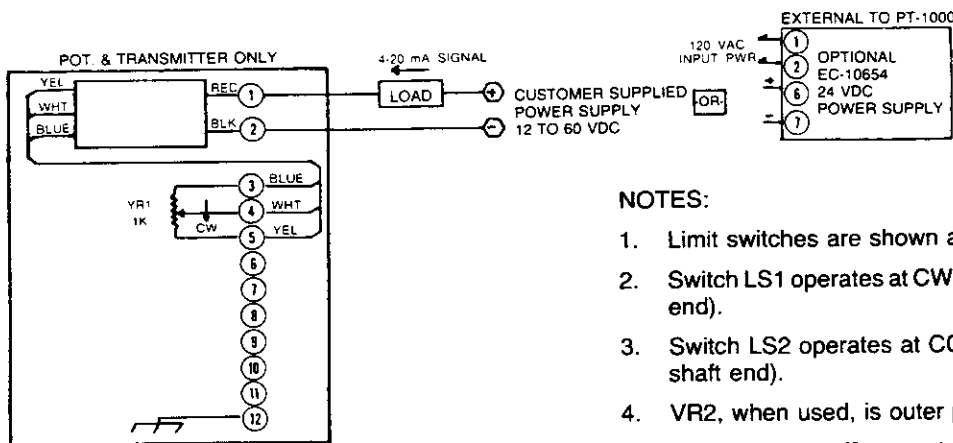 EXTERNAL TO PT-1000
POT. & TRANSMITTER ONLY
4-20 mA SIGNAL
120 VAC
INPUT PWR
1
2
6
7
OPTIONAL
EC-10654
24 VDC
POWER SUPPLY
+
-
YEL
WHT
BLUE
RED 1
BLK 2
LOAD
+
-
CUSTOMER SUPPLIED
POWER SUPPLY
12 TO 60 VDC
-OR-
YR1
1K
CW
3 BLUE
4 WHT
5 YEL
6
7
8
9
10
11
12
NOTES:
1. Limit switches are shown a
2. Switch LS1 operates at CW
end).
3. Switch LS2 operates at
shaft end).
4. VR2, when used, is outer